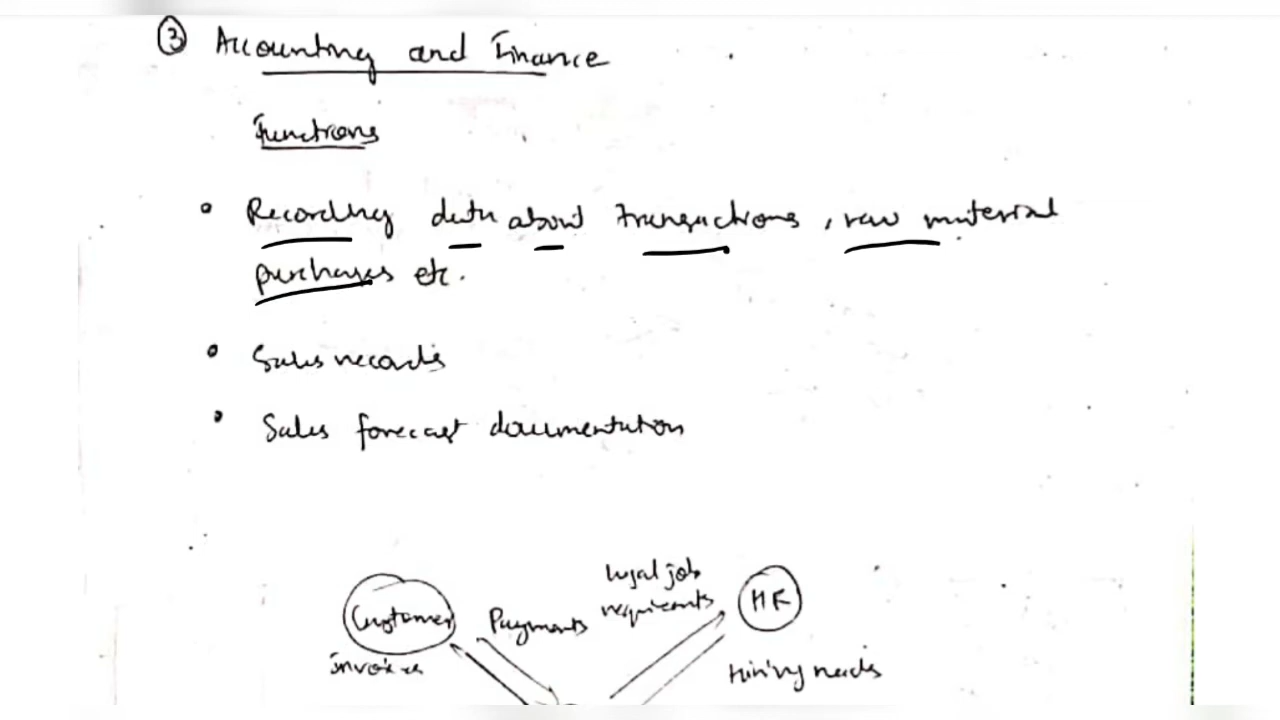 ③ Accounting and Finance
Functions
• Recording data about transactions, raw material
purchases etc.
• Sales records
• Sales forecast documentation
Customer
Payments
invoices
legal job
requirements
HR
Hiring needs